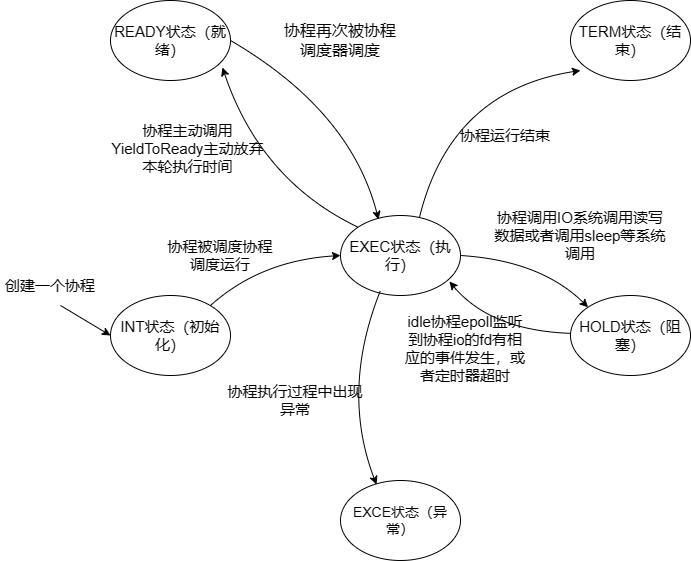 READY状态（就
绪）
协程再次被协程
调度器调度
TERM状态（结
束）
协程主动调用
YieldToReady主动放弃
本轮执行时间
协程运行结束
协程被调度协程
调度运行
EXEC状态（执
行）
协程调用IO系统调用读写
数据或者调用sleep等系统
调用
创建一个协程
INT状态（初始
化）
idle协程epoll监听
到协程io的fd有相
应的事件发生，或
者定时器超时
HOLD状态（阻
塞）
协程执行过程中出现
异常
EXCE状态（异
常）